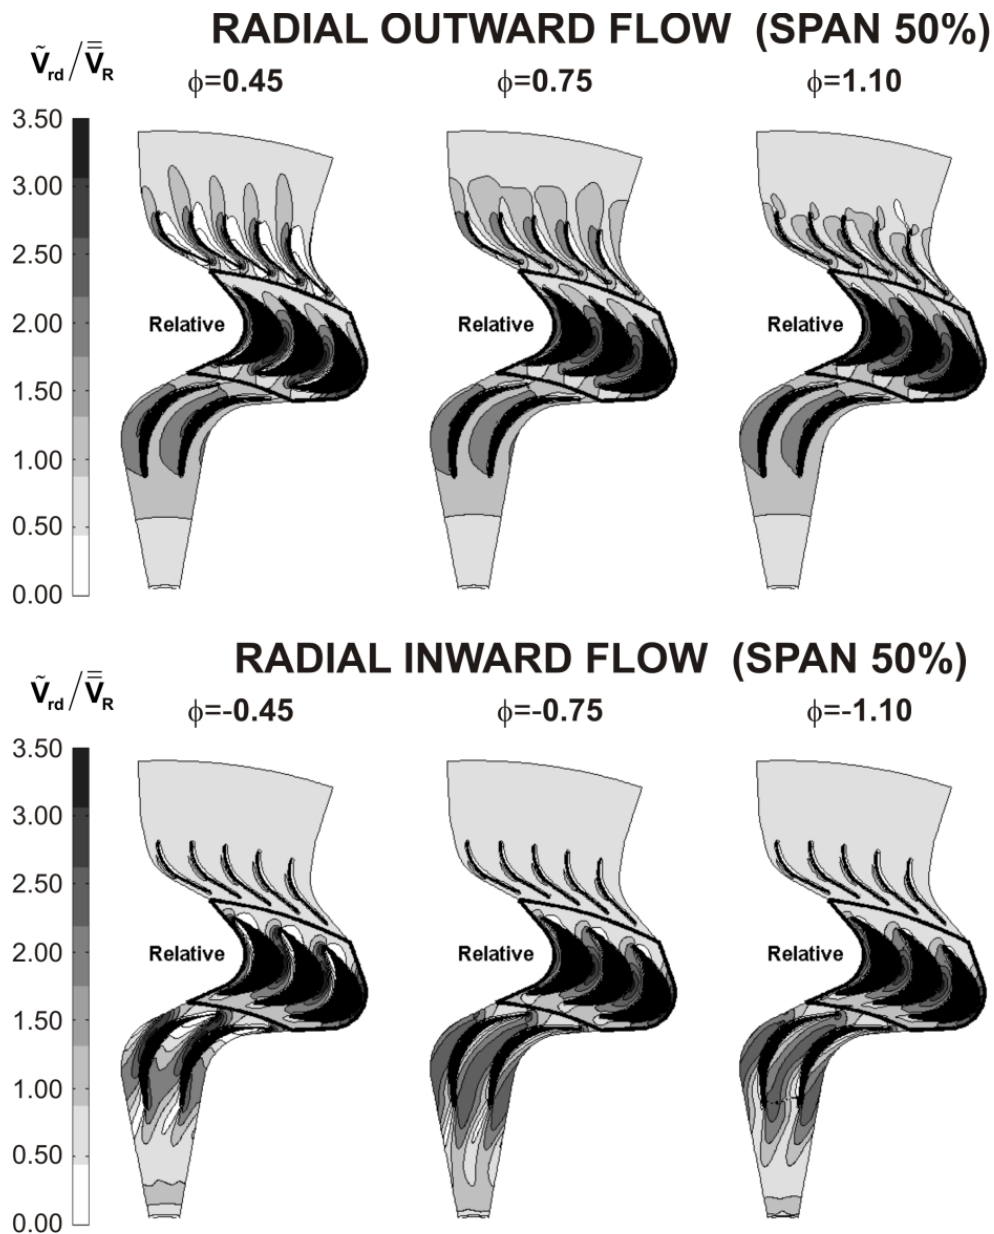 RADIAL OUTWARD FLOW (SPAN 50%)
Ṽrd / V̿R
ϕ=0.45 ϕ=0.75 ϕ=1.10
3.50
3.00
2.50
2.00
1.50
1.00
0.50
0.00
Relative Relative Relative
RADIAL INWARD FLOW (SPAN 50%)
Ṽrd / V̿R
ϕ=-0.45 ϕ=-0.75 ϕ=-1.10
3.50
3.00
2.50
2.00
1.50
1.00
0.50
0.00
Relative Relative Relative